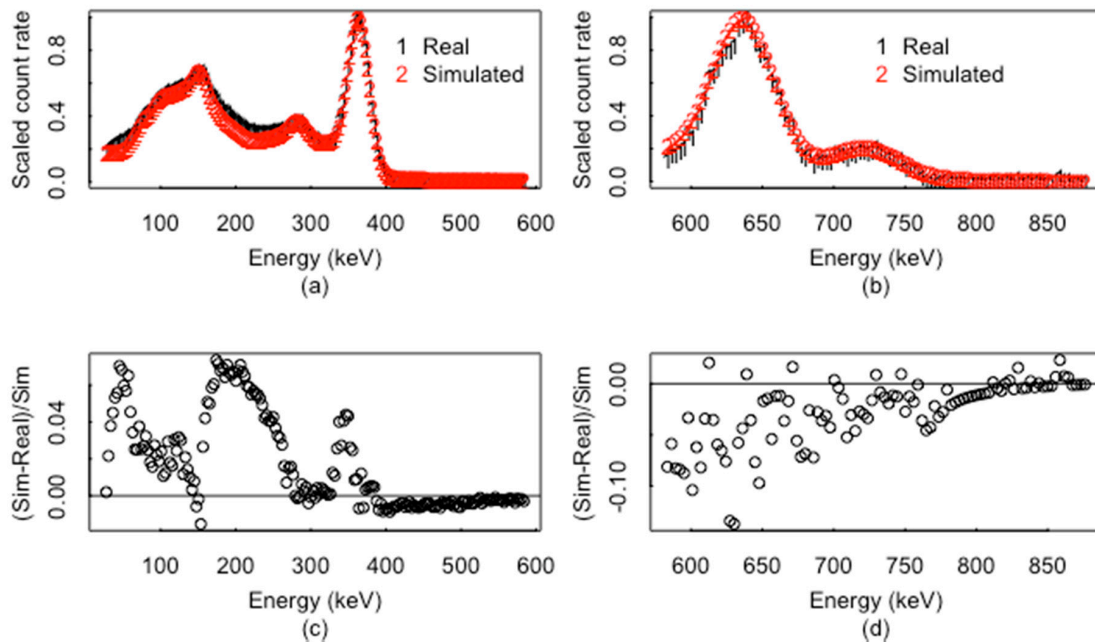 Scaled count rate
0.8
0.4
0.0
1 Real
2 Simulated
100 200 300 400 500 600
Energy (keV)
(a)
Scaled count rate
0.8
0.4
0.0
1 Real
2 Simulated
600 650 700 750 800 850
Energy (keV)
(b)
(Sim-Real)/Sim
0.04
0.00
100 200 300 400 500 600
Energy (keV)
(c)
(Sim-Real)/Sim
0.00
-0.10
600 650 700 750 800 850
Energy (keV)
(d)